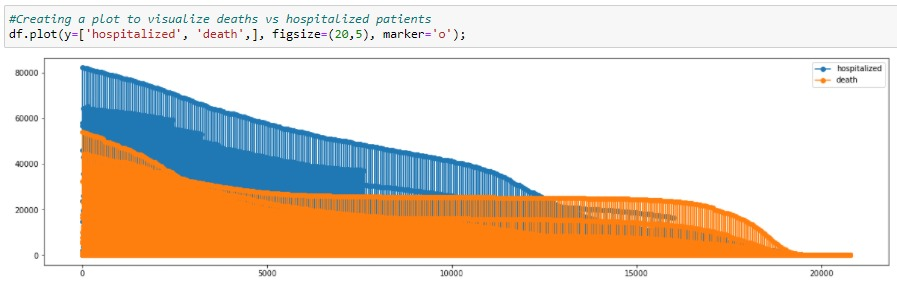 #Creating a plot to visualize deaths vs hospitalized patients
df.plot(y=['hospitalized', 'death',], figsize=(20,5), marker='o');
hospitalized
death
80000
60000
40000
20000
0
0
5000
10000
15000
20000